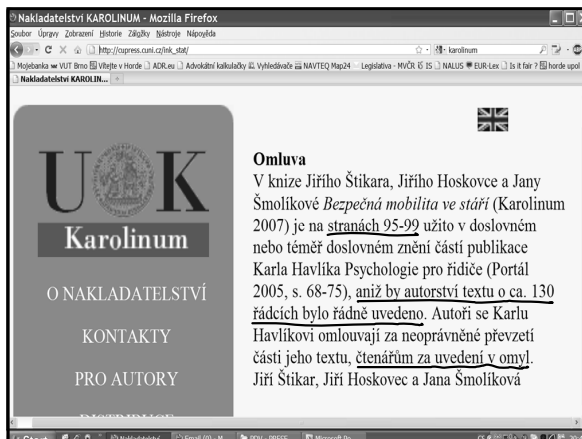 Nakladatelství KAROLINUM - Mozilla Firefox
Soubor Úpravy Zobrazení Historie Záložky Nástroje Nápověda
http://cupress.cuni.cz/ink_stat/
karolinum
Mojebanka VUT Brno Vítejte v Horde ADR.eu Advokátní kalkulačky Vyhledávače NAVTEQ Map24 Legislativa - MVČR IS NALUS EUR-Lex Is it fair ? horde upol
Nakladatelství KAROLIN...
UK
Karolinum
O NAKLADATELSTVÍ
KONTAKTY
PRO AUTORY
DISTRIBUCE
Omluva
V knize Jiřího Štikara, Jiřího Hoskovce a Jany
Šmolíkové Bezpečná mobilita ve stáří (Karolinum
2007) je na stranách 95-99 užito v doslovném
nebo téměř doslovném znění částí publikace
Karla Havlíka Psychologie pro řidiče (Portál
2005, s. 68-75), aniž by autorství textu o ca. 130
řádcích bylo řádně uvedeno. Autoři se Karlu
Havlíkovi omlouvají za neoprávněné převzetí
části jeho textu, čtenářům za uvedení v omyl.
Jiří Štikar, Jiří Hoskovec a Jana Šmolíková
Start